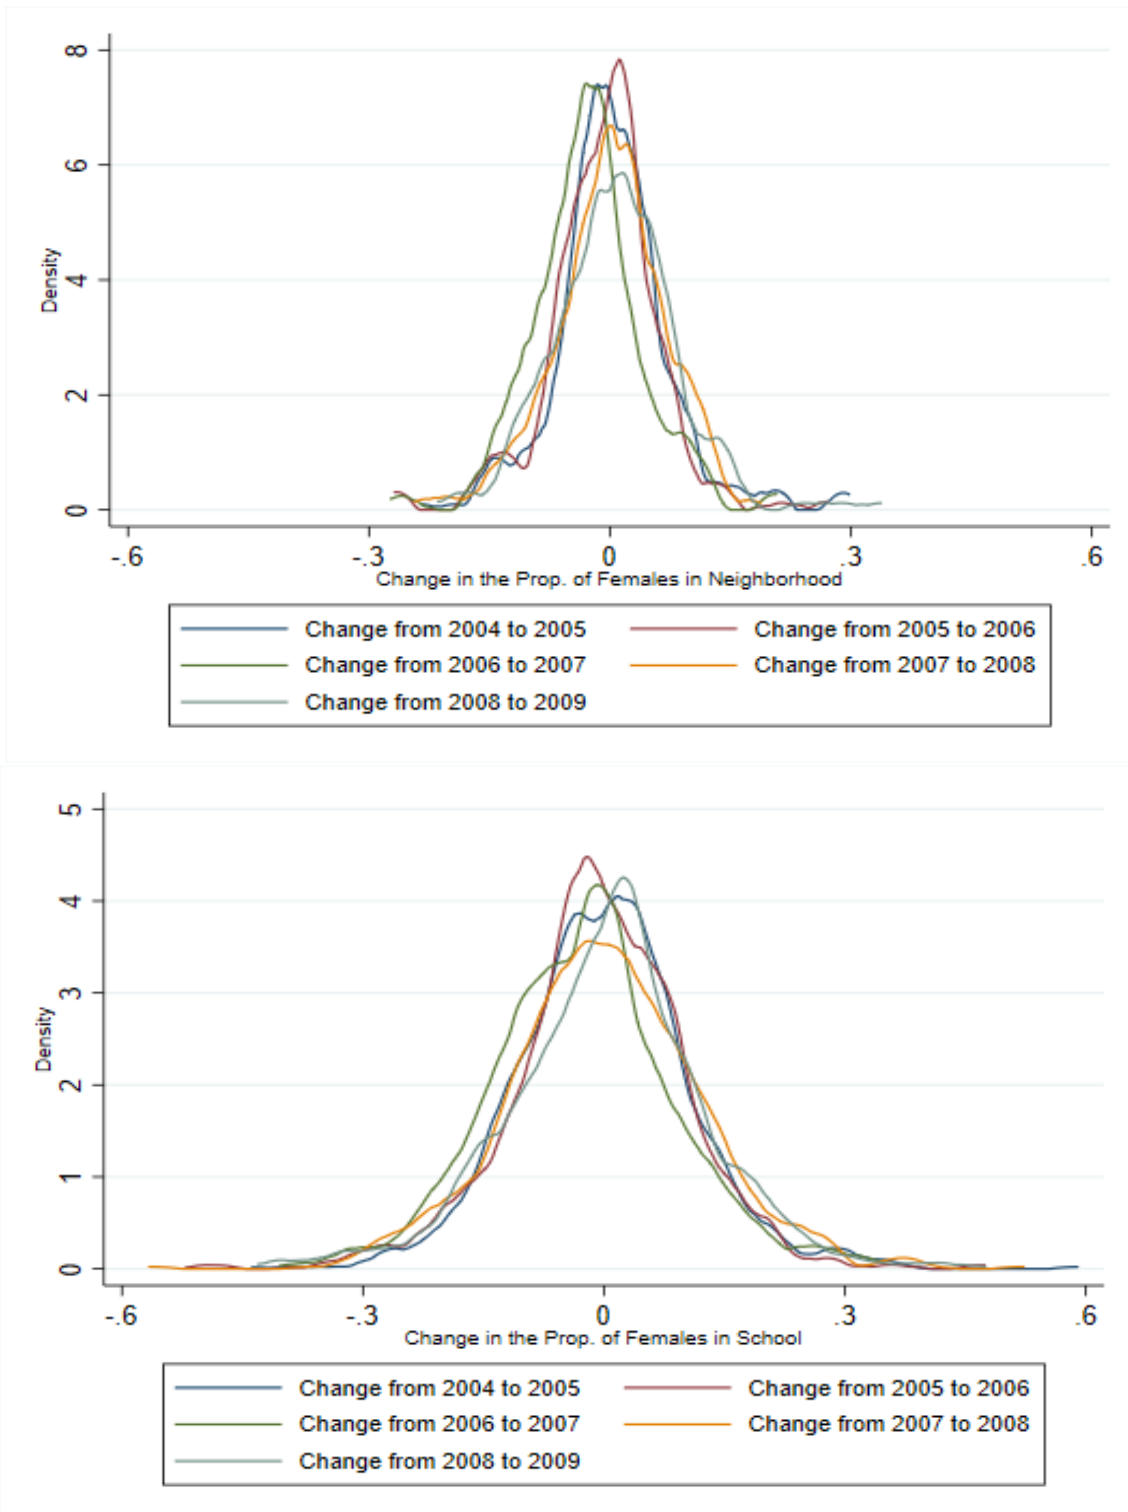 8
6
4
2
0
Density
-.6 -.3 0 .3 .6
Change in the Prop. of Females in Neighborhood
Change from 2004 to 2005 Change from 2005 to 2006
Change from 2006 to 2007 Change from 2007 to 2008
Change from 2008 to 2009
5
4
3
2
1
0
Density
-.6 -.3 0 .3 .6
Change in the Prop. of Females in School
Change from 2004 to 2005 Change from 2005 to 2006
Change from 2006 to 2007 Change from 2007 to 2008
Change from 2008 to 2009